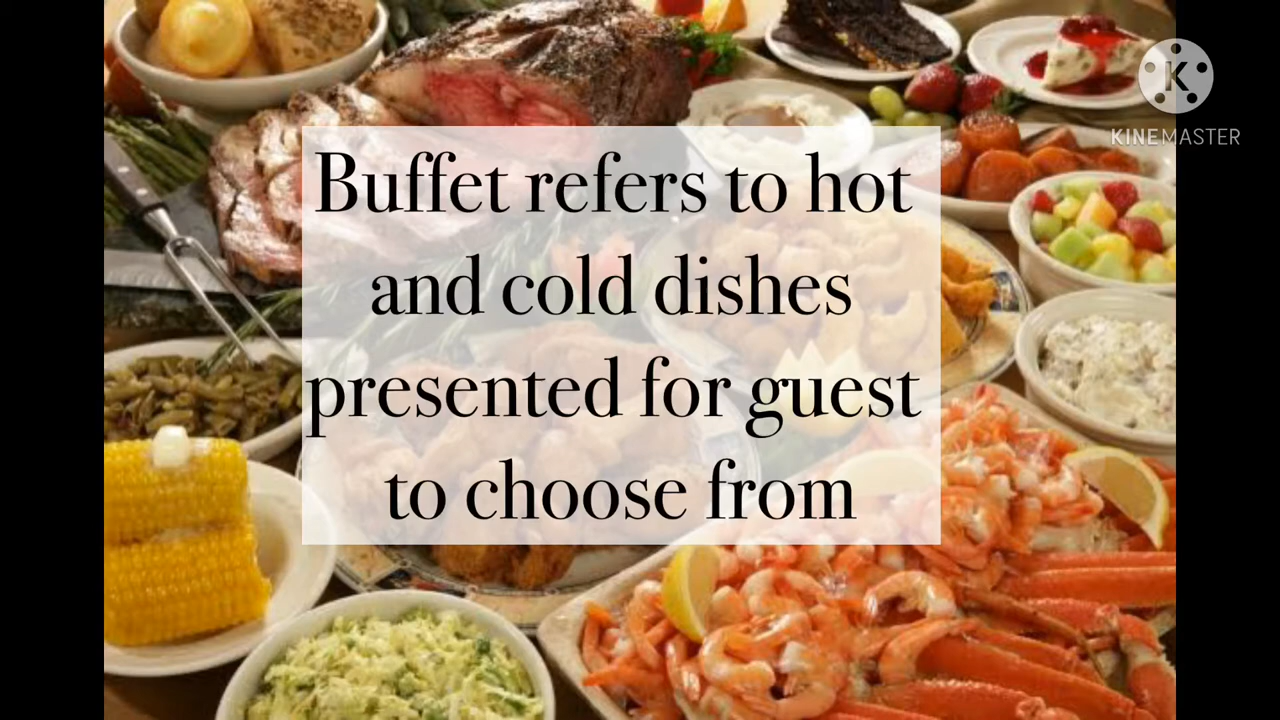 Buffet refers to hot
and cold dishes
presented for guest
to choose from
K
KINEMASTER